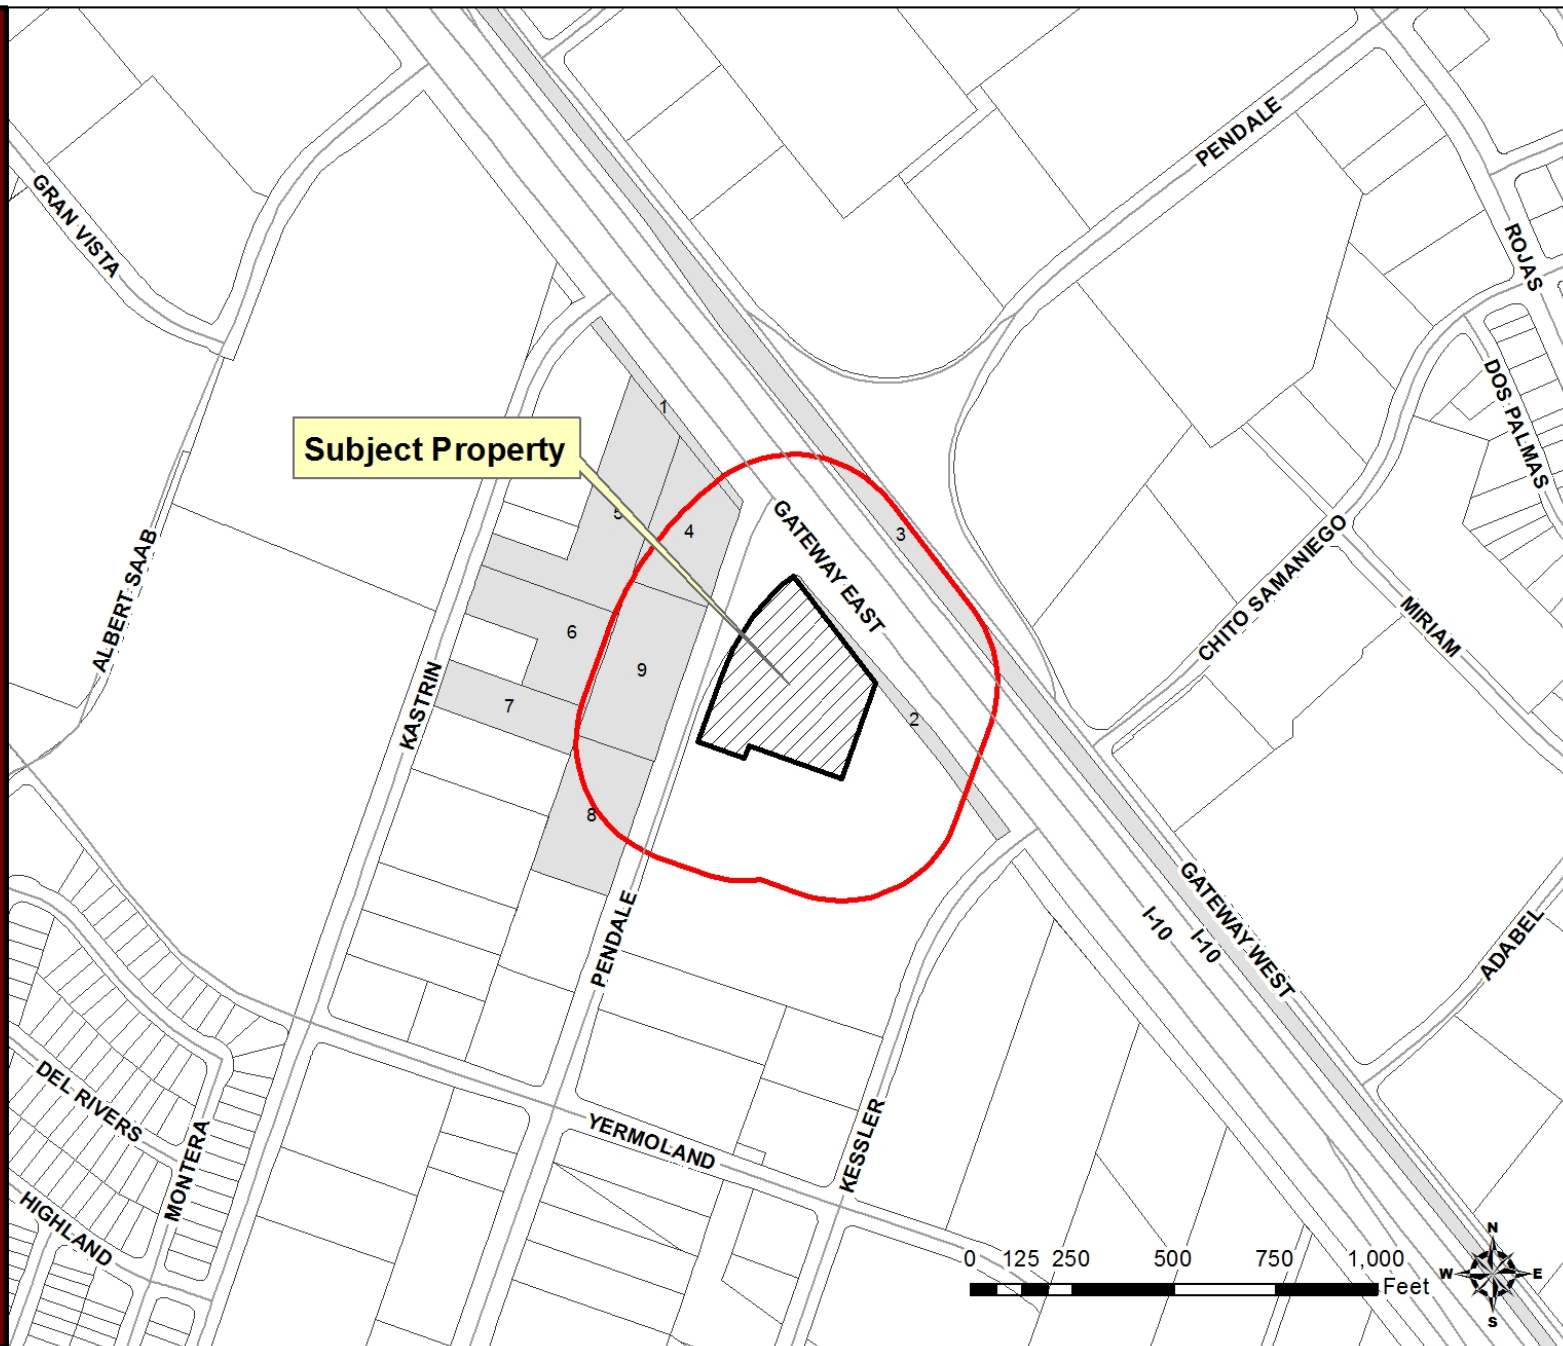 PENDALE
GRAN VISTA
ROJAS
DOS PALMAS
1
Subject Property
5
4
GATEWAY EAST
3
CHITO SAMANIEGO
MIRIAM
ALBERT SAAB
6
9
KASTRIN
7
2
8
GATEWAY WEST
I-10
I-10
ADABEL
PENDALE
DEL RIVERS
MONTERA
HIGHLAND
YERMOLAND
KESSLER
0 125 250 500 750 1,000
Feet
N
W E
S